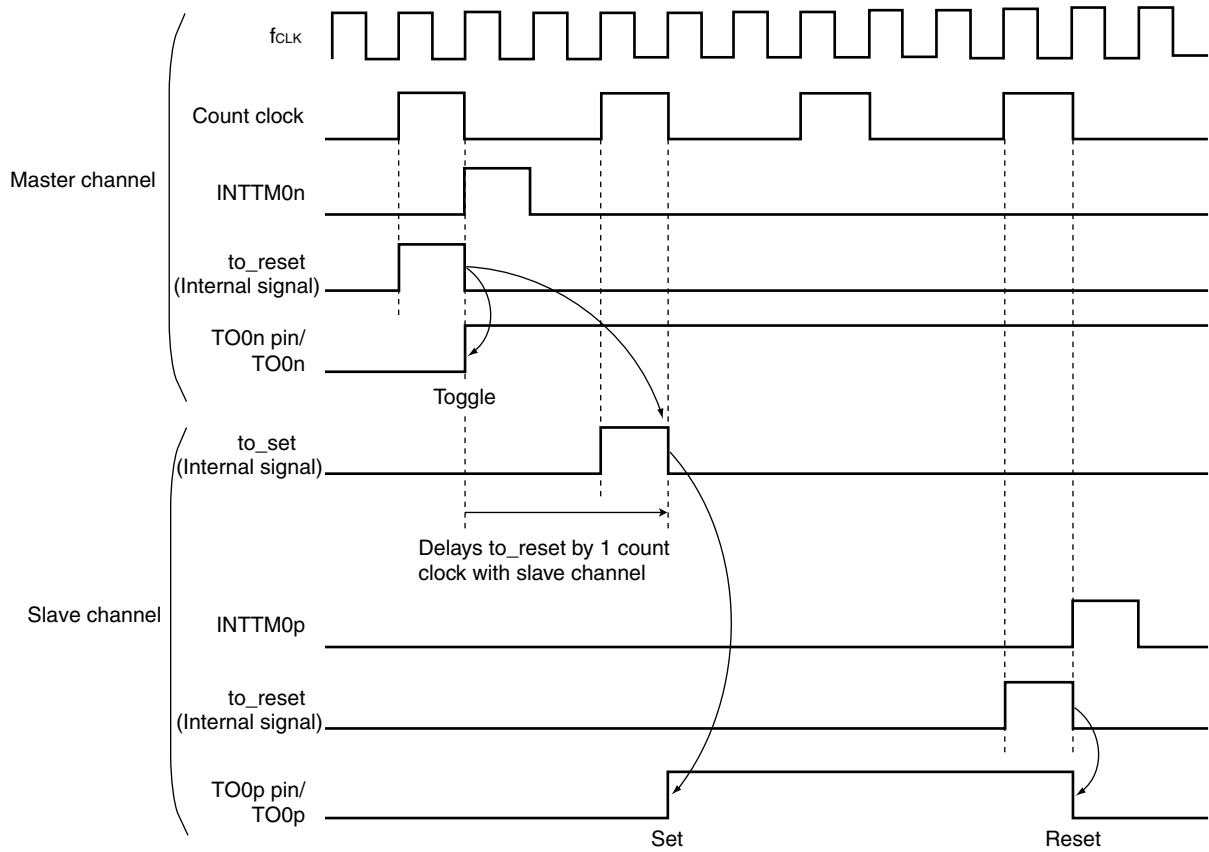 fCLK
Count clock
Master channel
INTTM0n
to_reset
(Internal signal)
TO0n pin/
TO0n
Toggle
to_set
(Internal signal)
Delays to_reset by 1 count
clock with slave channel
Slave channel
INTTM0p
to_reset
(Internal signal)
TO0p pin/
TO0p
Set
Reset